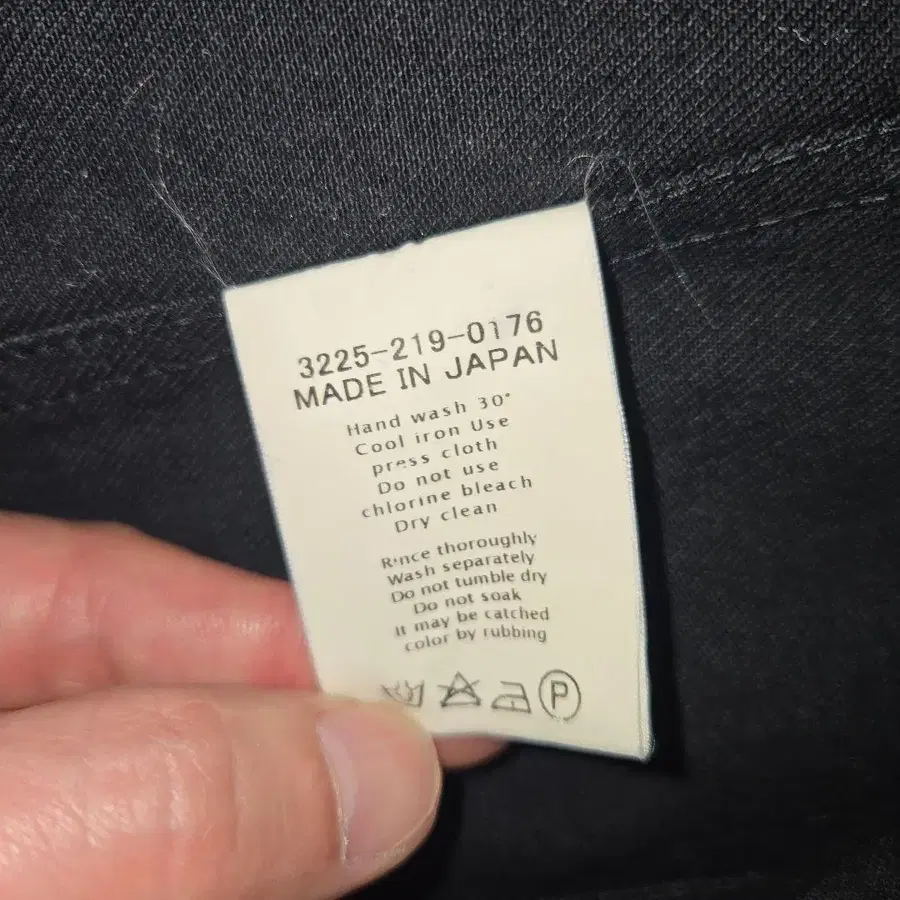 3225-219-0176
MADE IN JAPAN
Hand wash 30°
Cool iron Use
press cloth
Do not use
chlorine bleach
Dry clean
Rince thoroughly
Wash separately
Do not tumble dry
Do not soak
It may be catched
color by rubbing
P